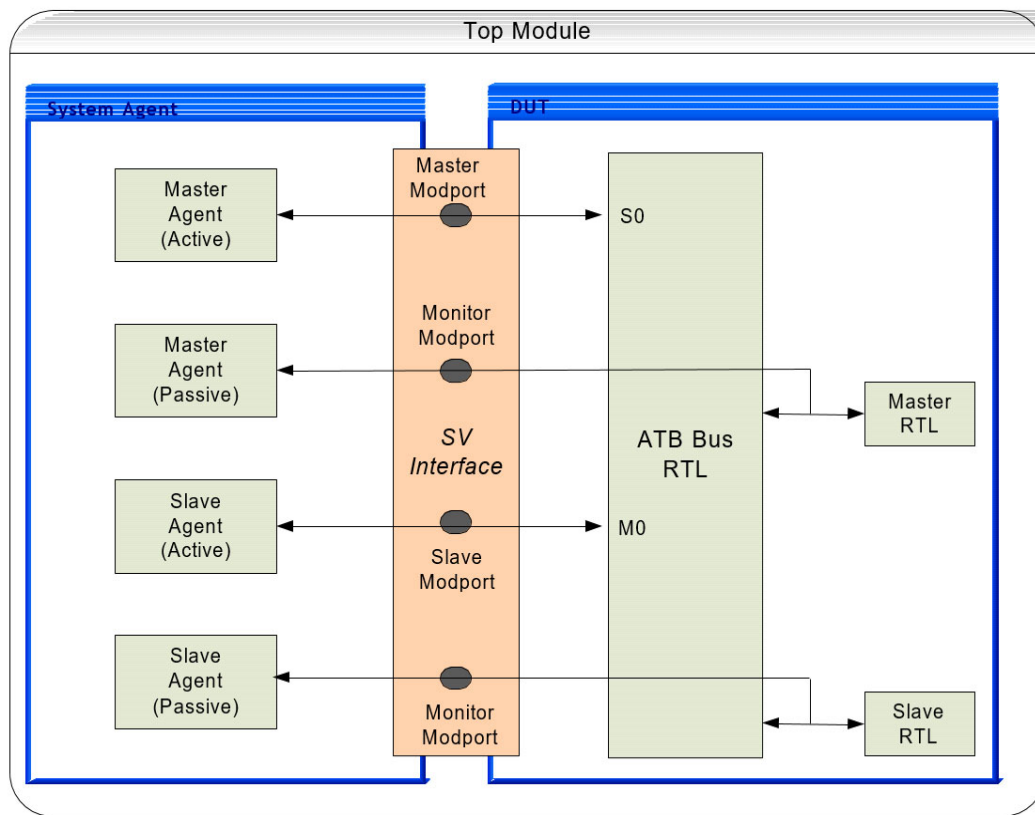 Top Module
System Agent
DUT
Master
Agent
(Active)
Master
Modport
S0
Master
Agent
(Passive)
Monitor
Modport
Master
RTL
SV
Interface
ATB Bus
RTL
Slave
Agent
(Active)
Slave
Modport
M0
Slave
Agent
(Passive)
Monitor
Modport
Slave
RTL